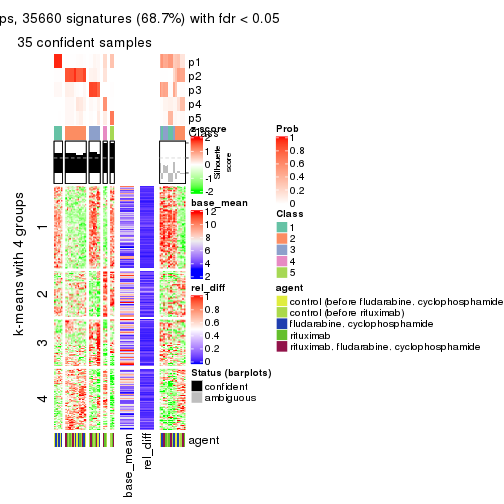 ps, 35660 signatures (68.7%) with fdr < 0.05
35 confident samples
p1
p2
p3
p4
p5
Class
Silhouette
score
k-means with 4 groups
1
2
3
4
agent
base_mean
rel_diff
z-score
2
1
0
-1
-2
base_mean
12
10
8
6
4
2
rel_diff
1
0.8
0.6
0.4
0.2
0
Status (barplots)
confident
ambiguous
Prob
1
0.8
0.6
0.4
0.2
0
Class
1
2
3
4
5
agent
control (before fludarabine. cyclophosphamide
control (before rituximab)
fludarabine. cyclophosphamide
rituximab
rituximab. fludarabine. cyclophosphamide